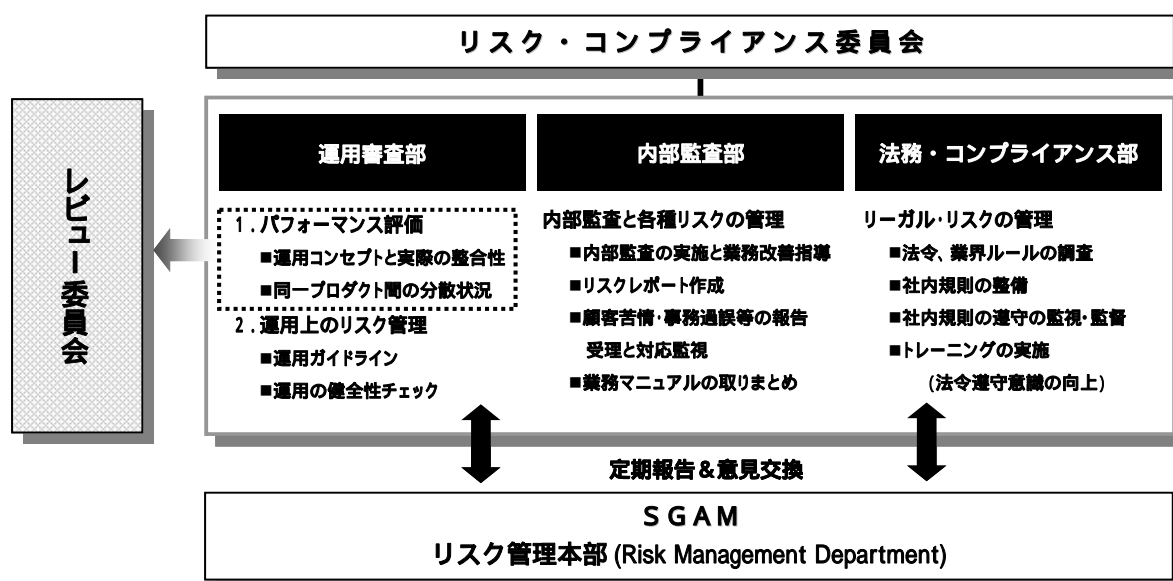 リスク・コンプライアンス委員会
レビュー委員会
運用審査部
1．パフォーマンス評価
■運用コンセプトと実際の整合性
■同一プロダクト間の分散状況
2．運用上のリスク管理
■運用ガイドライン
■運用の健全性チェック
内部監査部
内部監査と各種リスクの管理
■内部監査の実施と業務改善指導
■リスクレポート作成
■顧客苦情・事務過誤等の報告
受理と対応監視
■業務マニュアルの取りまとめ
法務・コンプライアンス部
リーガル・リスクの管理
■法令、業界ルールの調査
■社内規則の整備
■社内規則の遵守の監視・監督
■トレーニングの実施
(法令遵守意識の向上)
定期報告＆意見交換
ＳＧＡＭ
リスク管理本部 (Risk Management Department)